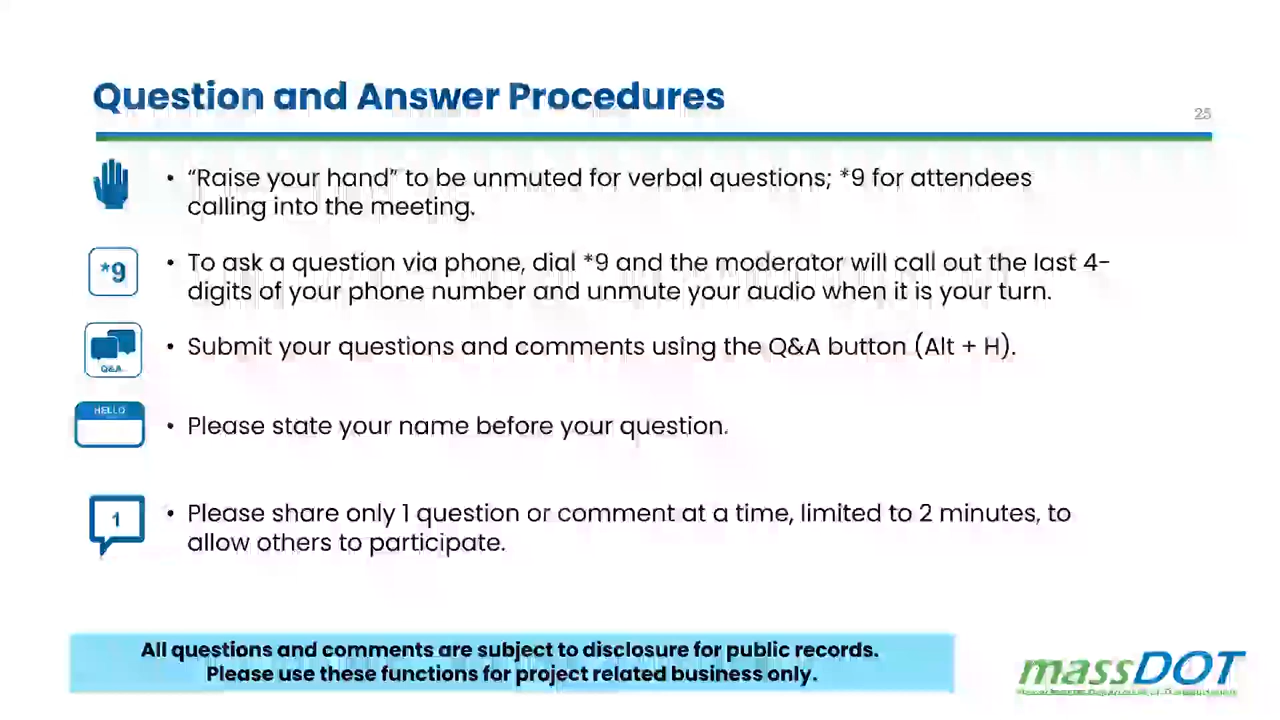 Question and Answer Procedures
25
• “Raise your hand” to be unmuted for verbal questions; *9 for attendees
calling into the meeting.
*9
• To ask a question via phone, dial *9 and the moderator will call out the last 4-
digits of your phone number and unmute your audio when it is your turn.
Q&A
• Submit your questions and comments using the Q&A button (Alt + H).
HELLO
• Please state your name before your question.
1
• Please share only 1 question or comment at a time, limited to 2 minutes, to
allow others to participate.
All questions and comments are subject to disclosure for public records.
Please use these functions for project related business only.
massDOT